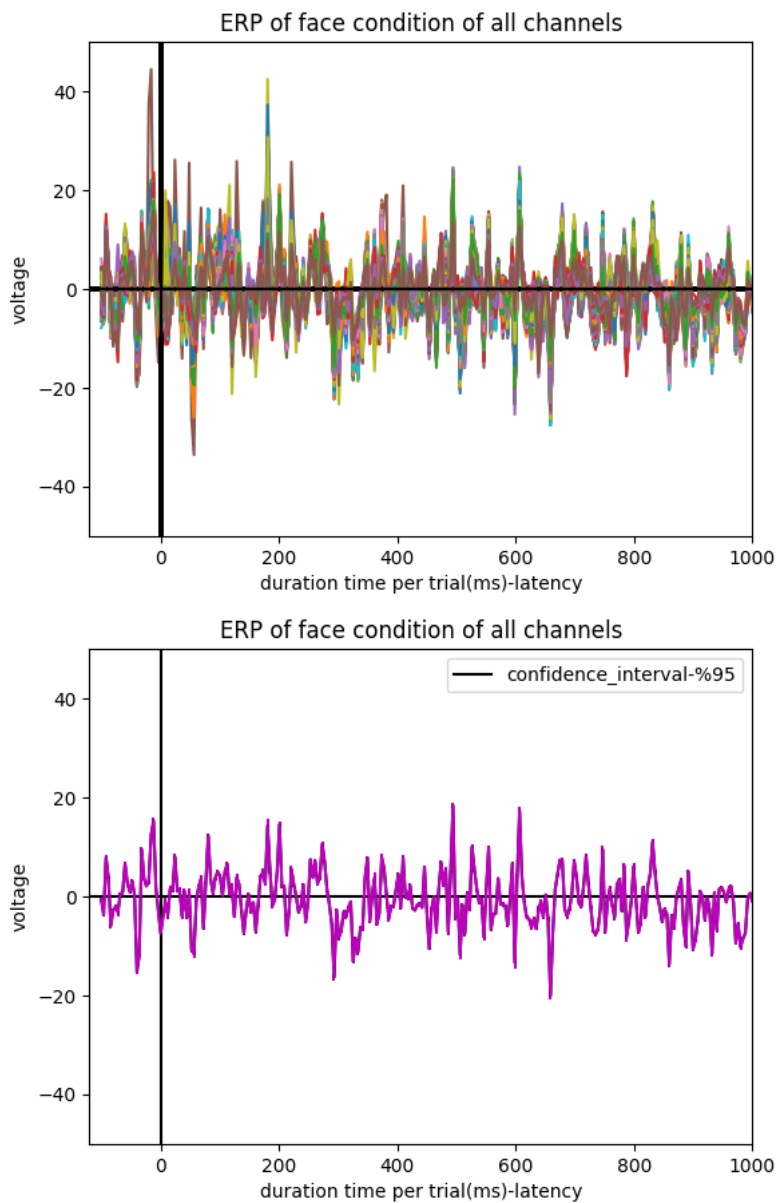 ERP of face condition of all channels
40
20
0
−20
−40
voltage
0 200 400 600 800 1000
duration time per trial(ms)-latency
ERP of face condition of all channels
confidence_interval-%95
40
20
0
−20
−40
voltage
0 200 400 600 800 1000
duration time per trial(ms)-latency